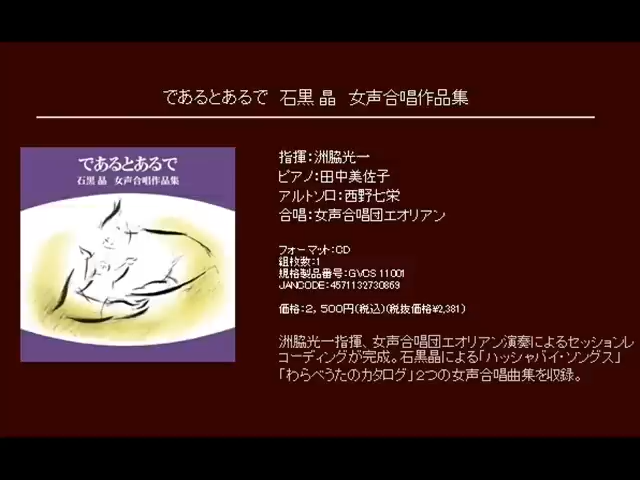 であるとあるで　石黒 晶　女声合唱作品集
であるとあるで
石黒 晶　女声合唱作品集
指揮：洲脇光一
ピアノ：田中美佐子
アルトソロ：西野七栄
合唱：女声合唱団エオリアン
フォーマット：CD
組枚数：1
規格製品番号：GVCS 11001
JANCODE：4571132730869
価格：2，500円（税込）（税抜価格¥2,381）
洲脇光一指揮、女声合唱団エオリアン演奏によるセッションレ
コーディングが完成。石黒晶による「ハッシャバイ・ソングス」
「わらべうたのカタログ」２つの女声合唱曲集を収録。